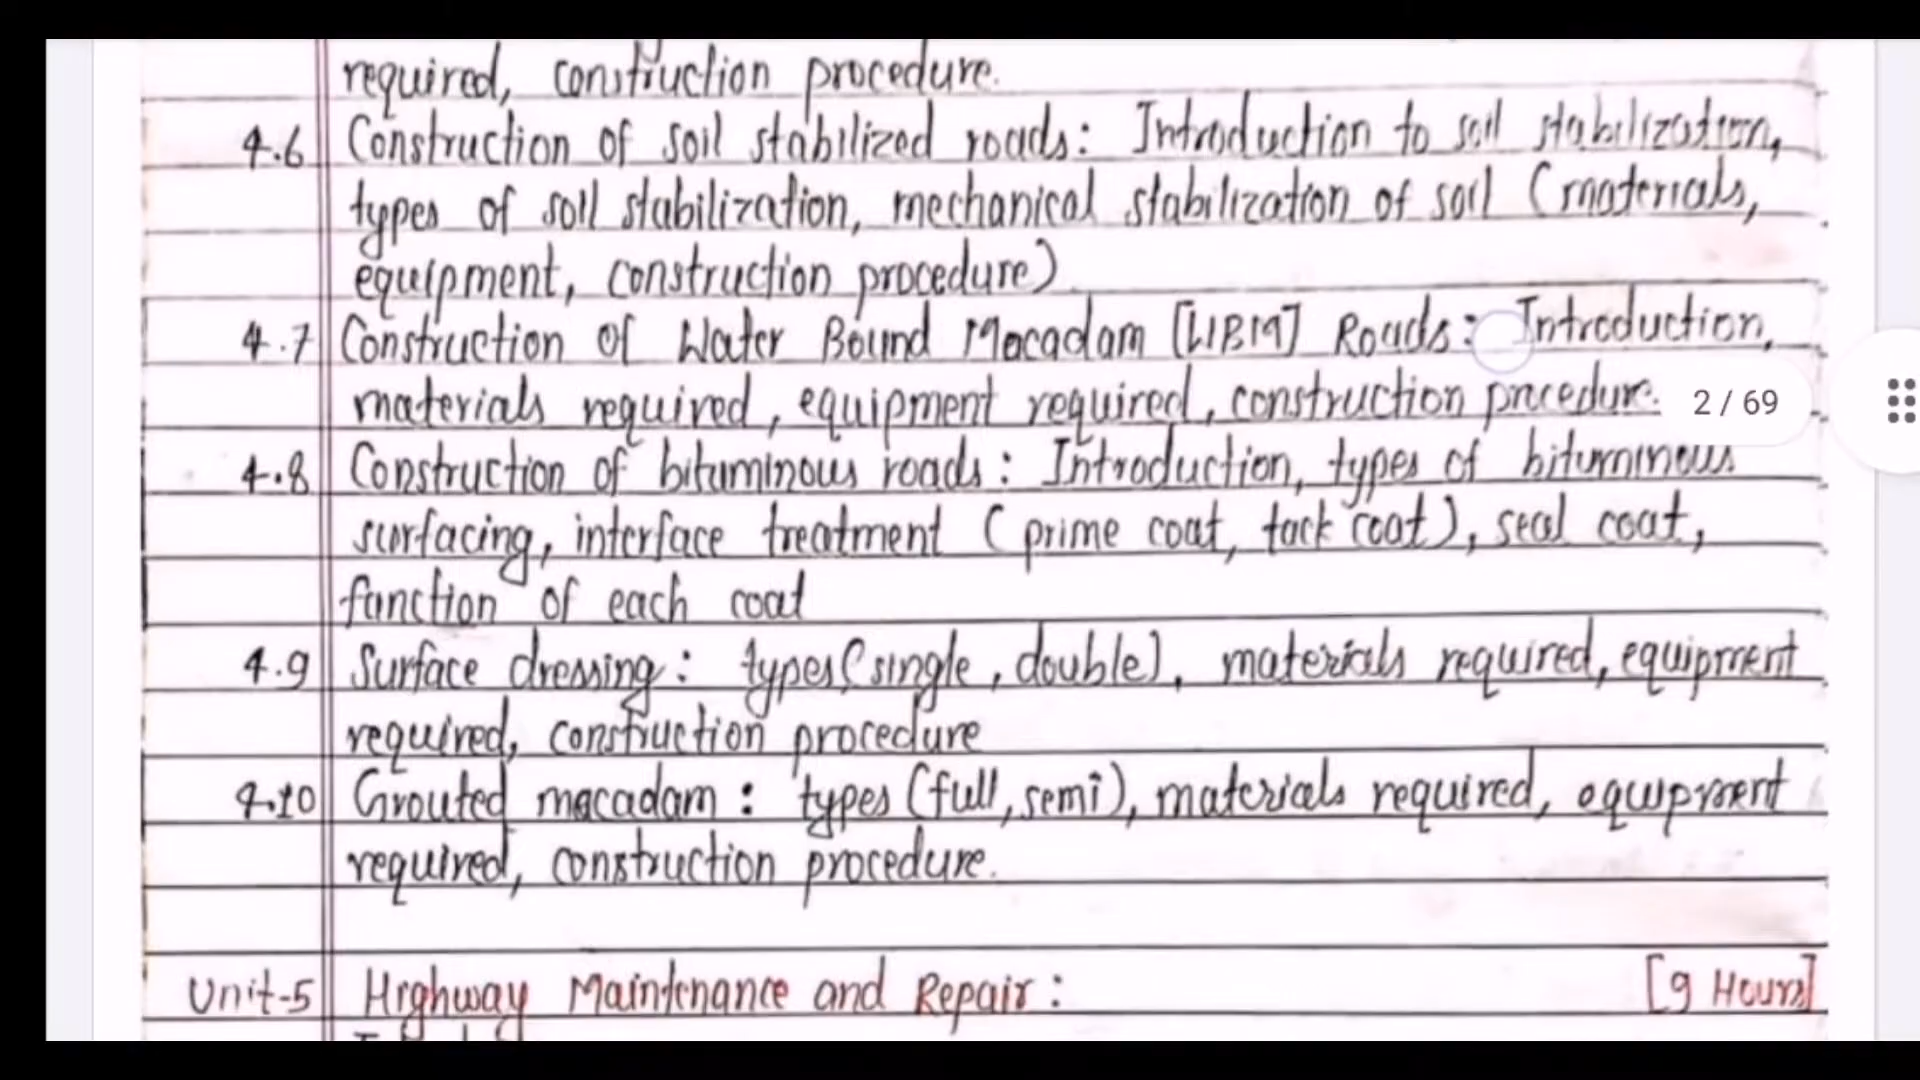 required, construction procedure.
4.6 Construction of soil stabilized roads: Introduction to soil stabilization,
types of soil stabilization, mechanical stabilization of soil (materials,
equipment, construction procedure)
4.7 Construction of Water Bound Macadam [WBM] Roads: Introduction,
materials required, equipment required, construction procedure.
2 / 69
4.8 Construction of bituminous roads: Introduction, types of bituminous
surfacing, interface treatment (prime coat, tack coat), seal coat,
function of each coat
4.9 Surface dressing: types (single, double), materials required, equipment
required, construction procedure
4.10 Grouted macadam: types (full, semi), materials required, equipment
required, construction procedure.
Unit-5 Highway Maintenance and Repair: [9 Hours]